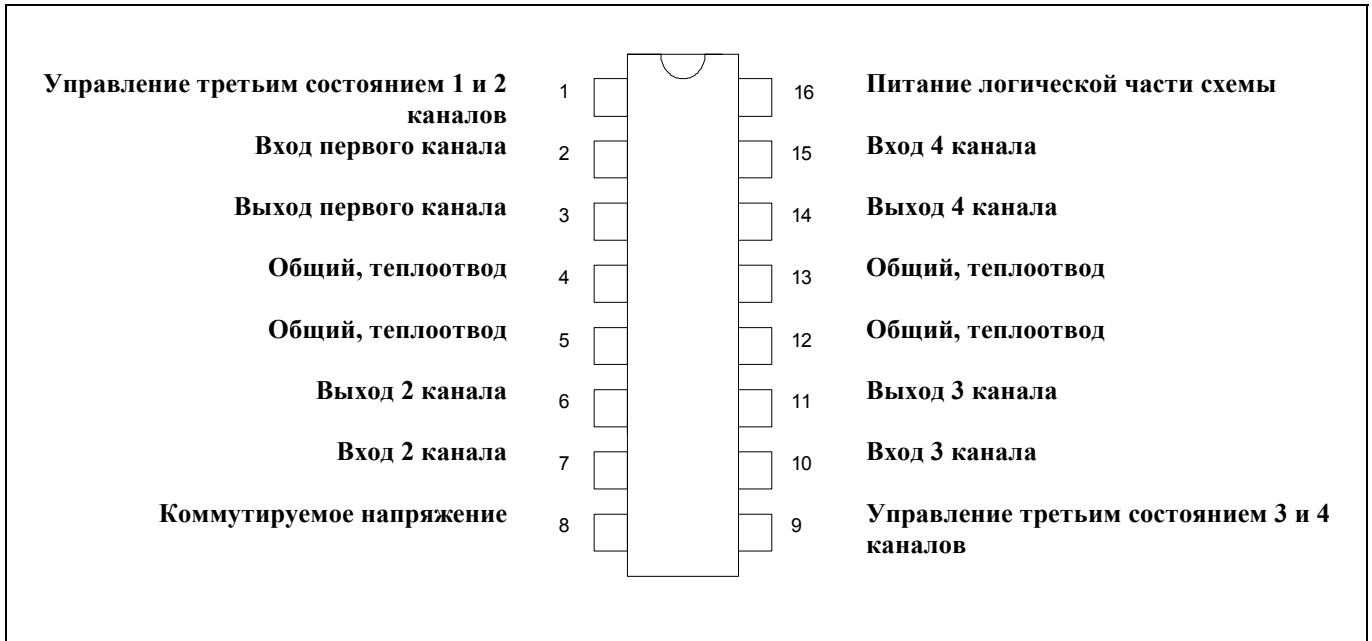 Управление третьим состоянием 1 и 2
каналов
1
16
Питание логической части схемы
Вход первого канала
2
15
Вход 4 канала
Выход первого канала
3
14
Выход 4 канала
Общий, теплоотвод
4
13
Общий, теплоотвод
Общий, теплоотвод
5
12
Общий, теплоотвод
Выход 2 канала
6
11
Выход 3 канала
Вход 2 канала
7
10
Вход 3 канала
Коммутируемое напряжение
8
9
Управление третьим состоянием 3 и 4
каналов